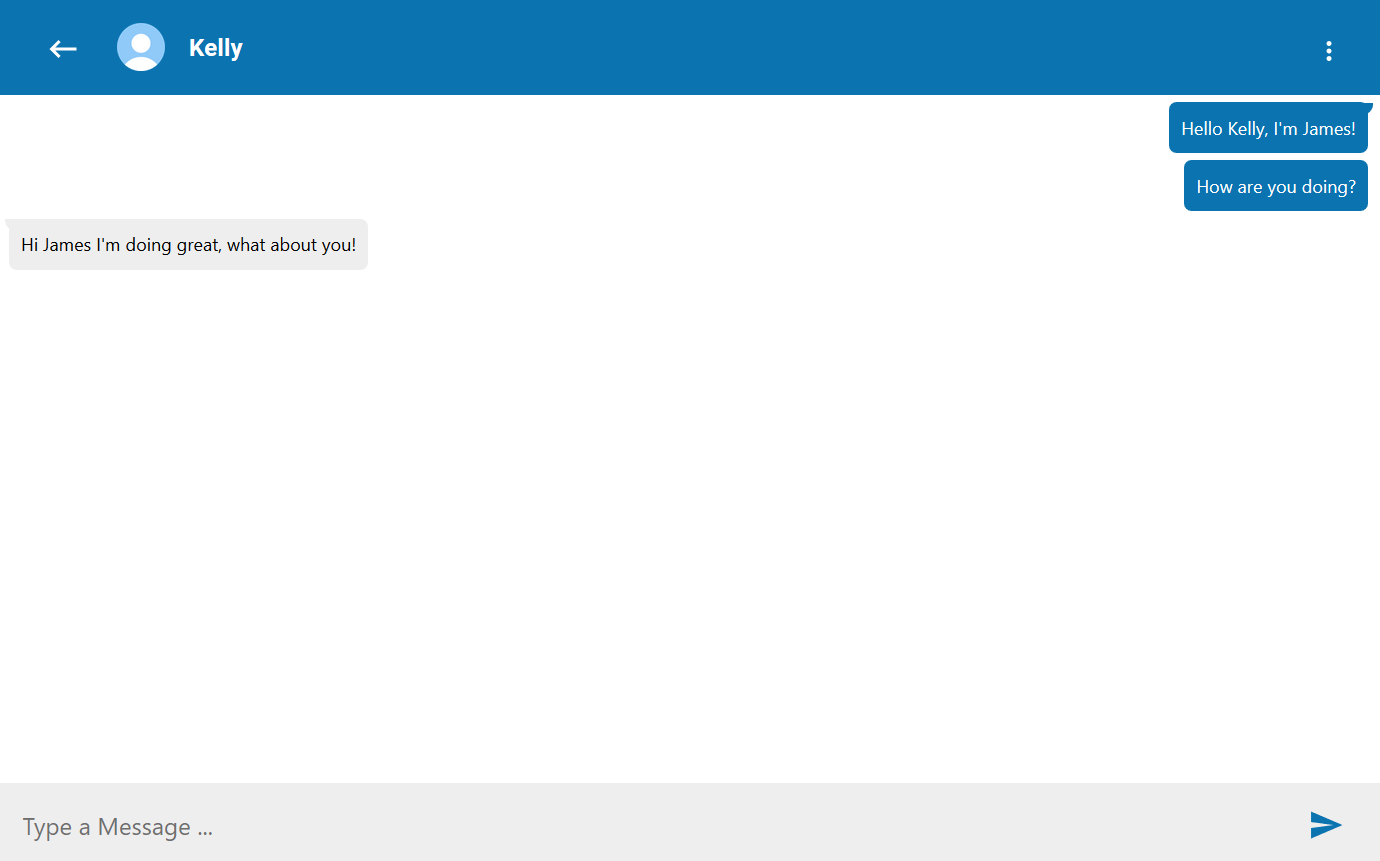 Kelly
Hello Kelly, I'm James!
How are you doing?
Hi James I'm doing great, what about you!
Type a Message ...